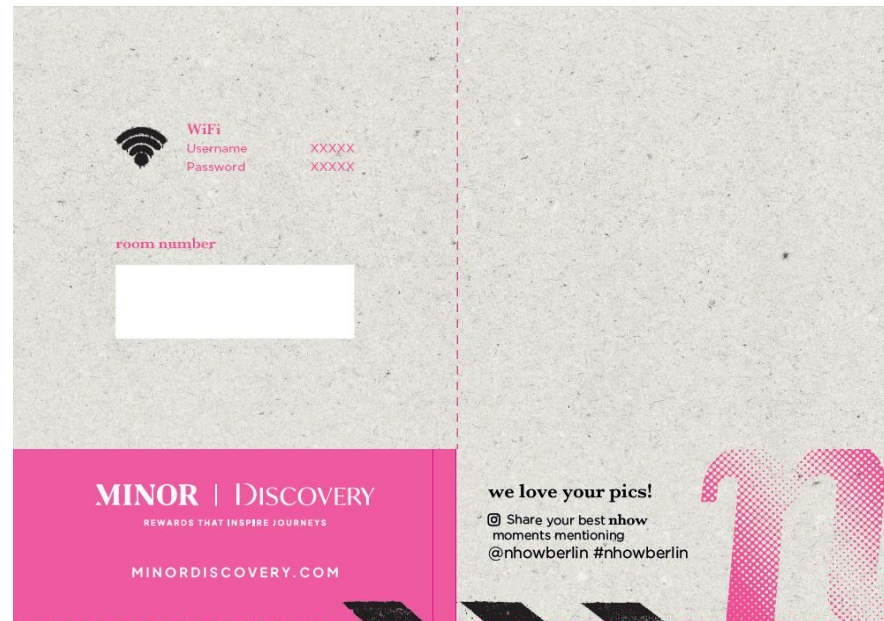 WiFi
Username XXXXX
Password XXXXX
room number
MINOR | DISCOVERY
REWARDS THAT INSPIRE JOURNEYS
MINORDISCOVERY.COM
we love your pics!
Share your best nhow
moments mentioning
@nhowberlin #nhowberlin
n